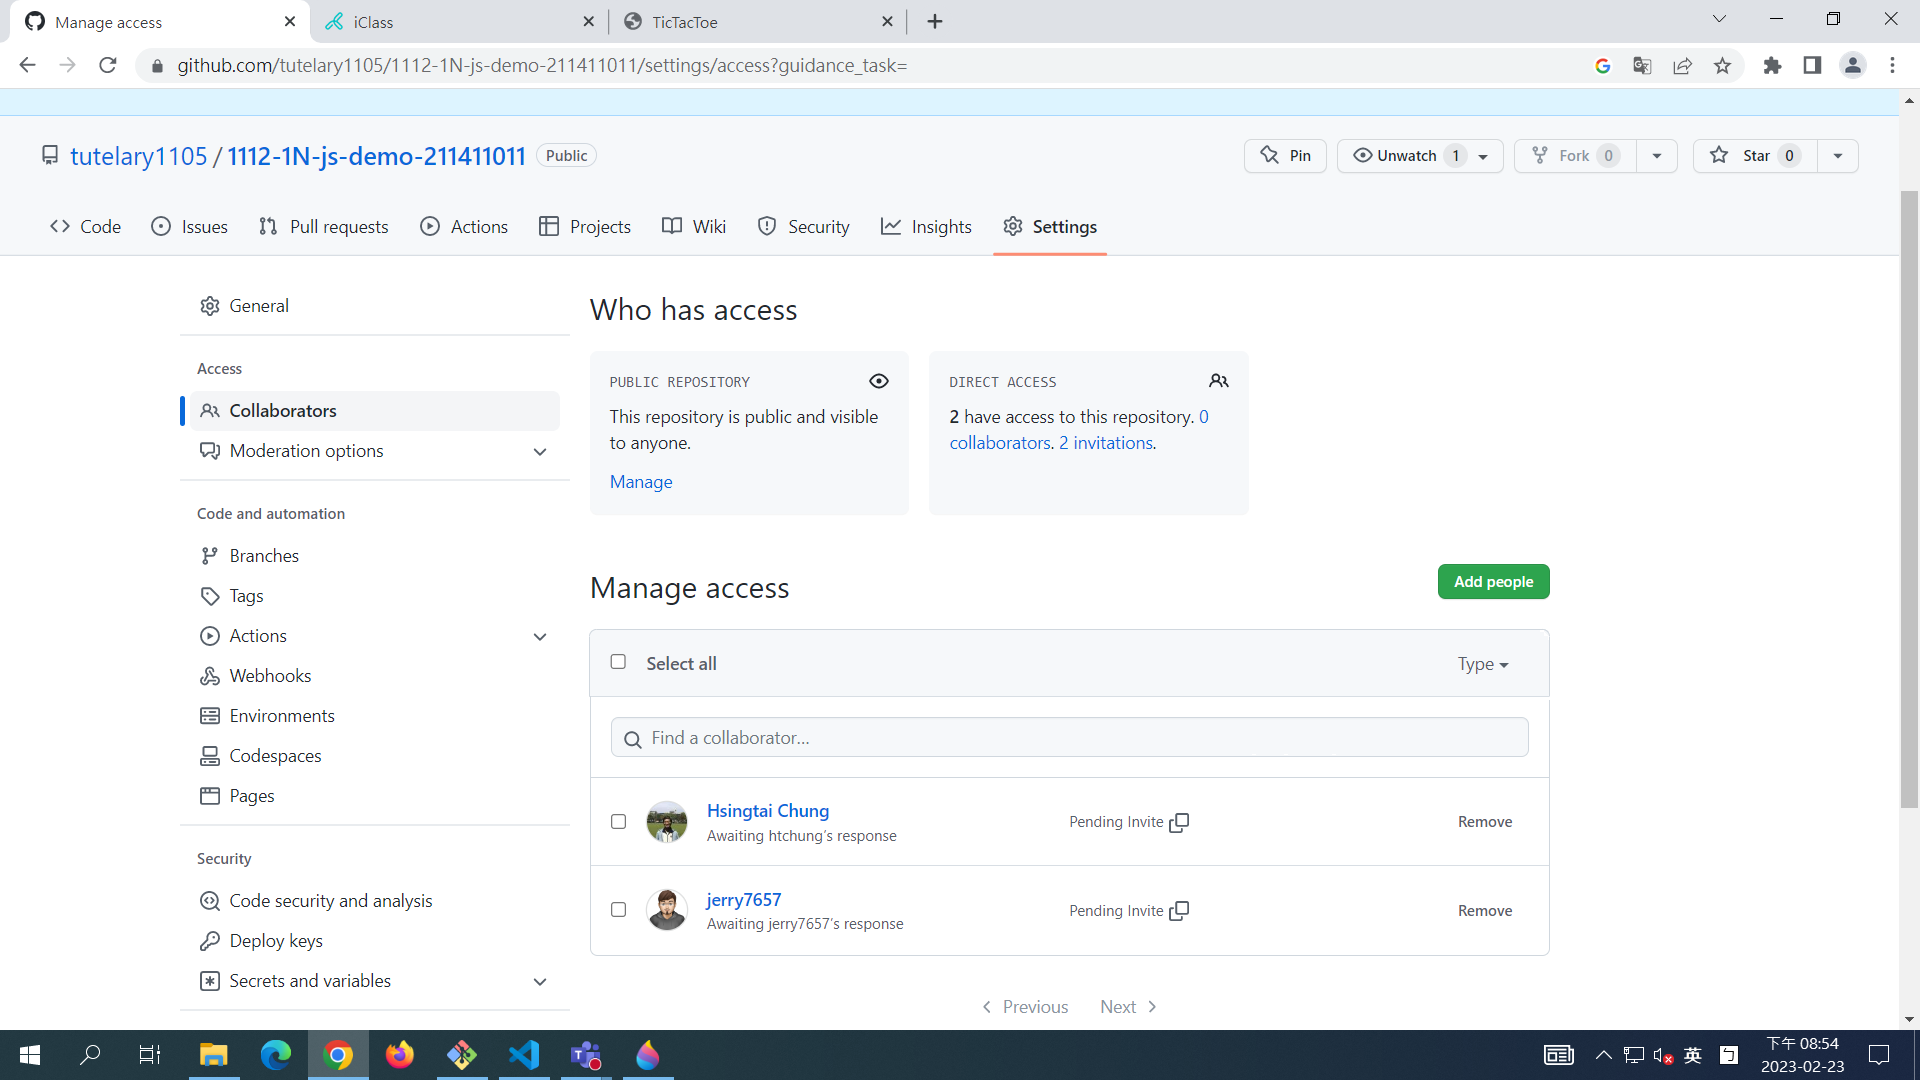 Manage access
iClass
TicTacToe
github.com/tutelary1105/1112-1N-js-demo-211411011/settings/access?guidance_task=
tutelary1105 / 1112-1N-js-demo-211411011 Public
Pin
Unwatch 1
Fork 0
Star 0
Code
Issues
Pull requests
Actions
Projects
Wiki
Security
Insights
Settings
General
Access
Collaborators
Moderation options
Code and automation
Branches
Tags
Actions
Webhooks
Environments
Codespaces
Pages
Security
Code security and analysis
Deploy keys
Secrets and variables
Who has access
PUBLIC REPOSITORY
This repository is public and visible
to anyone.
Manage
DIRECT ACCESS
2 have access to this repository. 0
collaborators. 2 invitations.
Manage access
Add people
Select all
Type
Find a collaborator...
Hsingtai Chung
Awaiting htchung's response
Pending Invite
Remove
jerry7657
Awaiting jerry7657's response
Pending Invite
Remove
Previous
Next
英
下午 08:54
2023-02-23